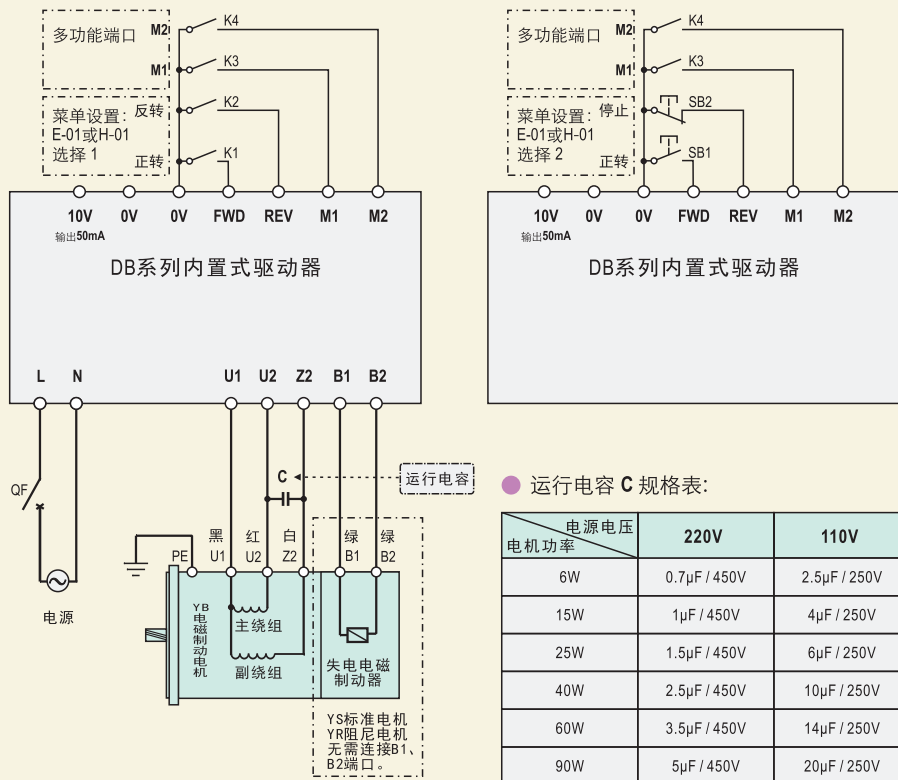 多功能端口
M2
K4
M1
K3
菜单设置:
E-01或H-01
选择 1
反转
K2
正转
K1
10V
0V
0V
FWD
REV
M1
M2
输出50mA
DB系列内置式驱动器
L
N
U1
U2
Z2
B1
B2
QF
电源
C
运行电容
PE
黑
U1
红
U2
白
Z2
绿
B1
绿
B2
YB电磁制动电机
主绕组
副绕组
失电电磁
制动器
YS标准电机
YR阻尼电机
无需连接B1、
B2端口。
多功能端口
M2
K4
M1
K3
菜单设置:
E-01或H-01
选择 2
停止
SB2
正转
SB1
10V
0V
0V
FWD
REV
M1
M2
输出50mA
DB系列内置式驱动器
运行电容 C 规格表:
电源电压
电机功率
220V
110V
6W 0.7μF / 450V 2.5μF / 250V
15W 1μF / 450V 4μF / 250V
25W 1.5μF / 450V 6μF / 250V
40W 2.5μF / 450V 10μF / 250V
60W 3.5μF / 450V 14μF / 250V
90W 5μF / 450V 20μF / 250V